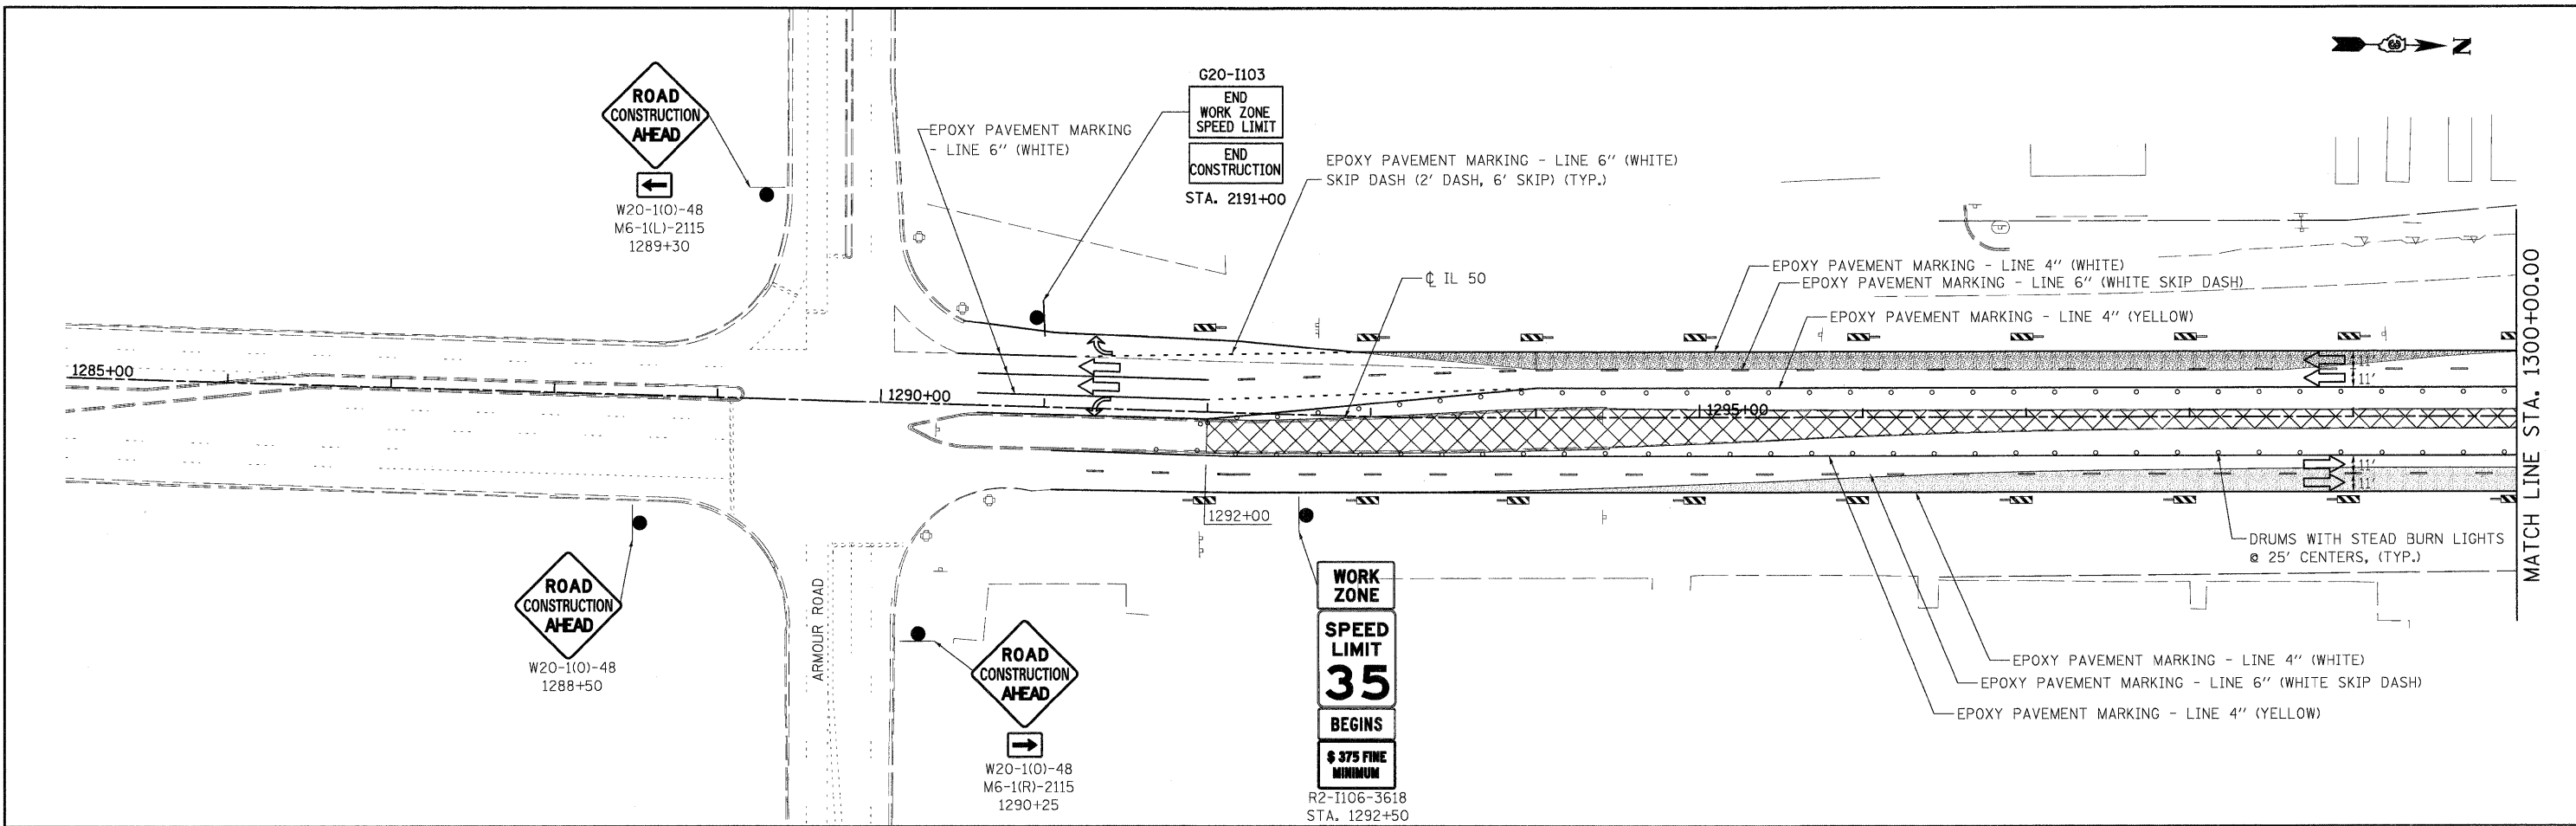 N
ROAD
CONSTRUCTION
AHEAD
W20-1(O)-48
M6-1(L)-2115
1289+30
EPOXY PAVEMENT MARKING
- LINE 6" (WHITE)
G20-I103
END
WORK ZONE
SPEED LIMIT
END
CONSTRUCTION
STA. 2191+00
EPOXY PAVEMENT MARKING - LINE 6" (WHITE)
SKIP DASH (2' DASH, 6' SKIP) (TYP.)
℄ IL 50
EPOXY PAVEMENT MARKING - LINE 4" (WHITE)
EPOXY PAVEMENT MARKING - LINE 6" (WHITE SKIP DASH)
EPOXY PAVEMENT MARKING - LINE 4" (YELLOW)
MATCH LINE STA. 1300+00.00
1285+00
1290+00
1295+00
11'
11'
11'
11'
1292+00
DRUMS WITH STEAD BURN LIGHTS
@ 25' CENTERS, (TYP.)
ROAD
CONSTRUCTION
AHEAD
W20-1(O)-48
1288+50
ARMOUR ROAD
ROAD
CONSTRUCTION
AHEAD
W20-1(O)-48
M6-1(R)-2115
1290+25
WORK
ZONE
SPEED
LIMIT
35
BEGINS
$ 375 FINE
MINIMUM
R2-I106-3618
STA. 1292+50
EPOXY PAVEMENT MARKING - LINE 4" (WHITE)
EPOXY PAVEMENT MARKING - LINE 6" (WHITE SKIP DASH)
EPOXY PAVEMENT MARKING - LINE 4" (YELLOW)